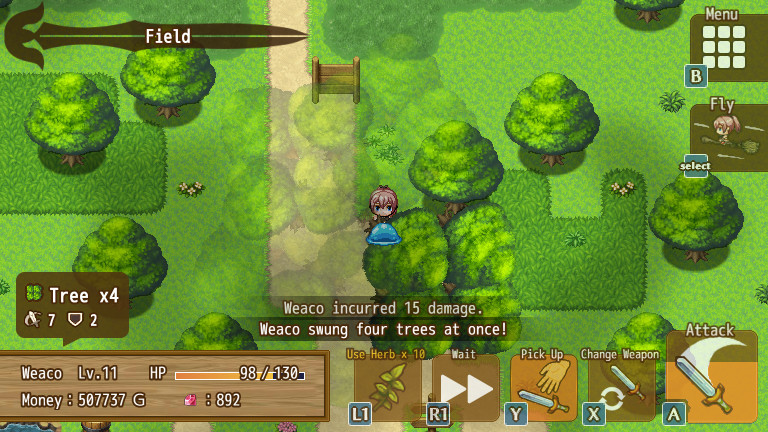 Field
Menu
B
Fly
select
Tree x4
7 2
Weaco incurred 15 damage.
Weaco swung four trees at once!
Weaco Lv.11 HP 98/130
Money：507737 G ：892
Use Herb x 10
L1
Wait
R1
Pick Up
Y
Change Weapon
X
Attack
A